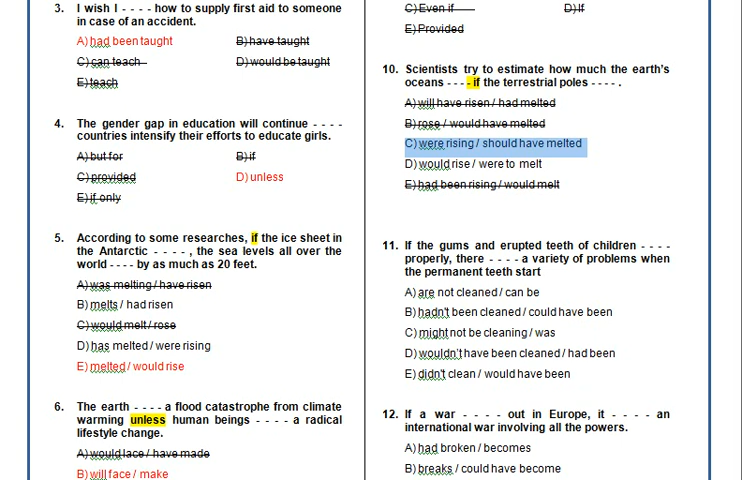 3. I wish I - - - - how to supply first aid to someone
in case of an accident.
A) had been taught B) have taught
C) can teach D) would be taught
E) teach
4. The gender gap in education will continue - - - -
countries intensify their efforts to educate girls.
A) but for B) if
C) provided D) unless
E) if only
5. According to some researches, if the ice sheet in
the Antarctic - - - - , the sea levels all over the
world - - - - by as much as 20 feet.
A) was melting / have risen
B) melts / had risen
C) would melt / rose
D) has melted / were rising
E) melted / would rise
6. The earth - - - - a flood catastrophe from climate
warming unless human beings - - - - a radical
lifestyle change.
A) would face / have made
B) will face / make
C) Even if D) If
E) Provided
10. Scientists try to estimate how much the earth's
oceans - - - - if the terrestrial poles - - - - .
A) will have risen / had melted
B) rose / would have melted
C) were rising / should have melted
D) would rise / were to melt
E) had been rising / would melt
11. If the gums and erupted teeth of children - - - -
properly, there - - - - a variety of problems when
the permanent teeth start
A) are not cleaned / can be
B) hadn't been cleaned / could have been
C) might not be cleaning / was
D) wouldn't have been cleaned / had been
E) didn't clean / would have been
12. If a war - - - - out in Europe, it - - - - an
international war involving all the powers.
A) had broken / becomes
B) breaks / could have become